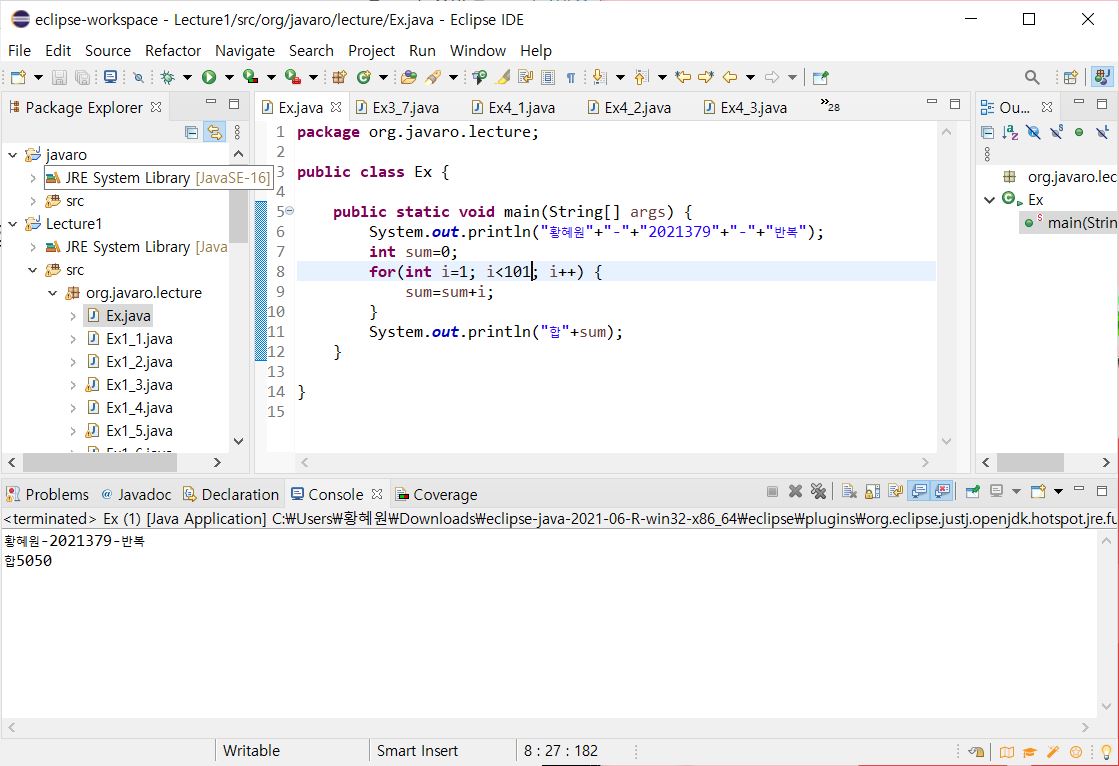 eclipse-workspace - Lecture1/src/org/javaro/lecture/Ex.java - Eclipse IDE
File Edit Source Refactor Navigate Search Project Run Window Help
Package Explorer
javaro
JRE System Library [JavaSE-16]
src
Lecture1
JRE System Library [Java
src
org.javaro.lecture
Ex.java
Ex1_1.java
Ex1_2.java
Ex1_3.java
Ex1_4.java
Ex1_5.java
Ex.java Ex3_7.java Ex4_1.java Ex4_2.java Ex4_3.java »28
1 package org.javaro.lecture;
2
3 public class Ex {
4
5 public static void main(String[] args) {
6 System.out.println("황혜원"+"-"+"2021379"+"-"+"반복");
7 int sum=0;
8 for(int i=1; i<101; i++) {
9 sum=sum+i;
10 }
11 System.out.println("합"+sum);
12 }
13
14 }
15
Ou...
org.javaro.lec
Ex
main(Strin
Problems @ Javadoc Declaration Console Coverage
<terminated> Ex (1) [Java Application] C:₩Users₩황혜원₩Downloads₩eclipse-java-2021-06-R-win32-x86_64₩eclipse₩plugins₩org.eclipse.justj.openjdk.hotspot.jre.fu
황혜원-2021379-반복
합5050
Writable Smart Insert 8 : 27 : 182